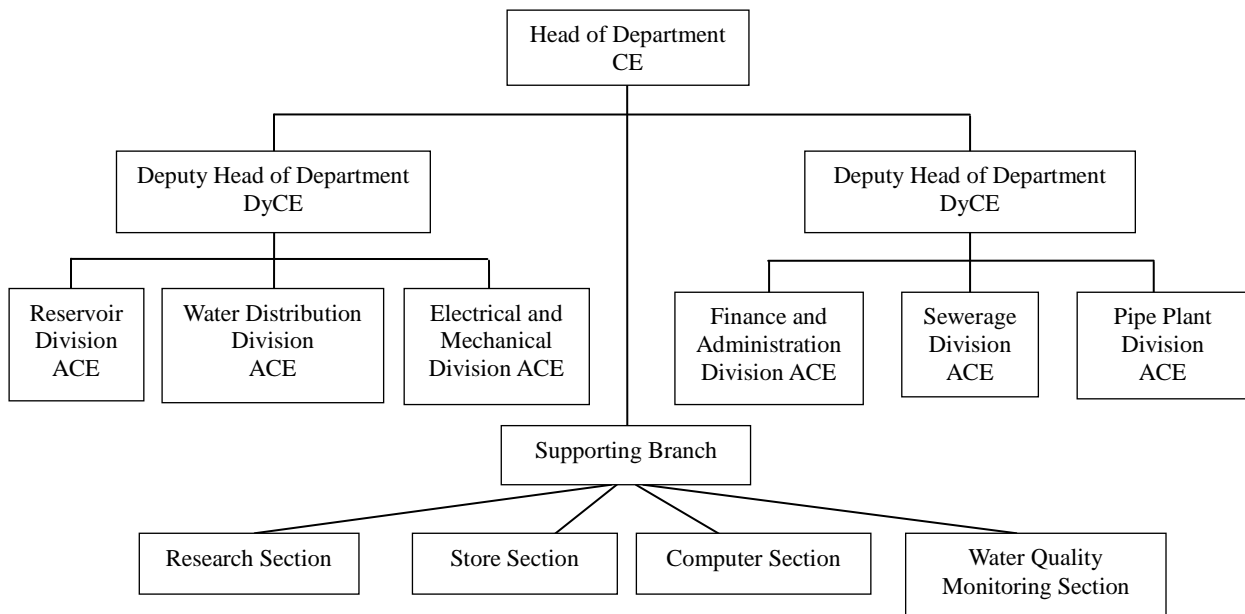 Head of Department
CE
Deputy Head of Department
DyCE
Deputy Head of Department
DyCE
Reservoir
Division
ACE
Water Distribution
Division
ACE
Electrical and
Mechanical
Division ACE
Finance and
Administration
Division ACE
Sewerage
Division
ACE
Pipe Plant
Division
ACE
Supporting Branch
Research Section
Store Section
Computer Section
Water Quality
Monitoring Section